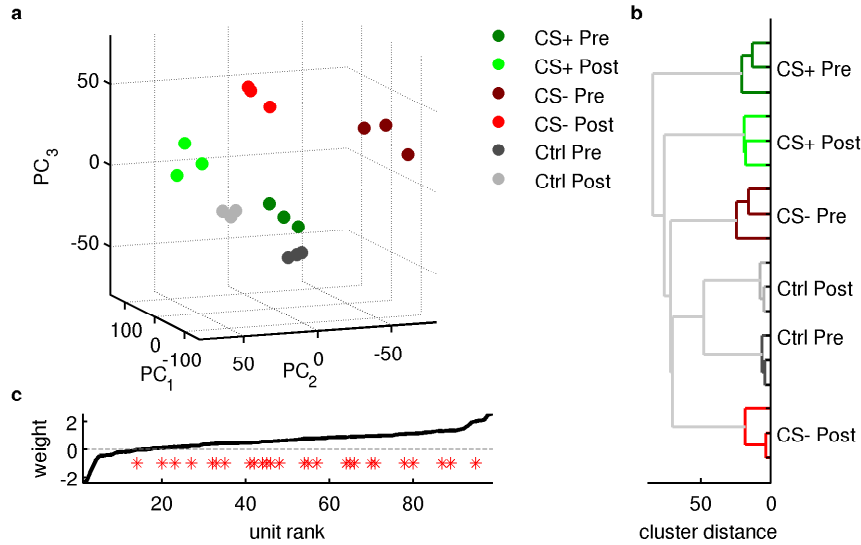 a
50
0
-50
PC3
100
0
-100
PC1
50
0
-50
PC2
CS+ Pre
CS+ Post
CS- Pre
CS- Post
Ctrl Pre
Ctrl Post
b
CS+ Pre
CS+ Post
CS- Pre
Ctrl Post
Ctrl Pre
CS- Post
50
0
cluster distance
c
weight
2
0
-2
20
40
60
80
unit rank